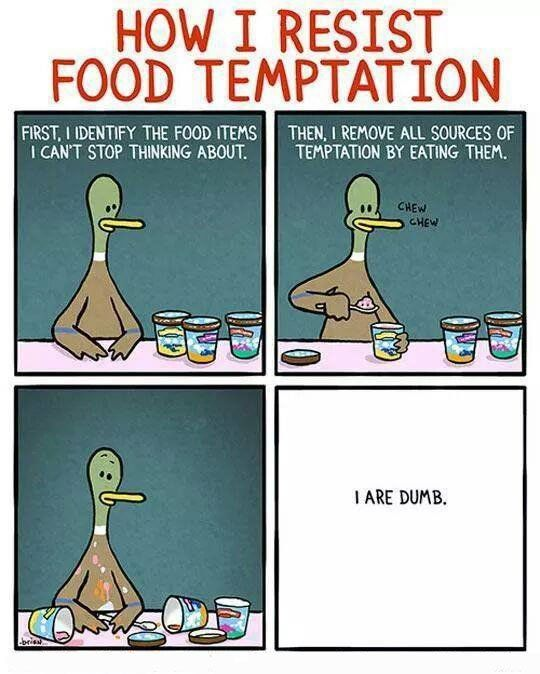 HOW I RESIST
FOOD TEMPTATION
FIRST, I IDENTIFY THE FOOD ITEMS
I CAN'T STOP THINKING ABOUT.
THEN, I REMOVE ALL SOURCES OF
TEMPTATION BY EATING THEM.
CHEW
CHEW
-brian
I ARE DUMB.